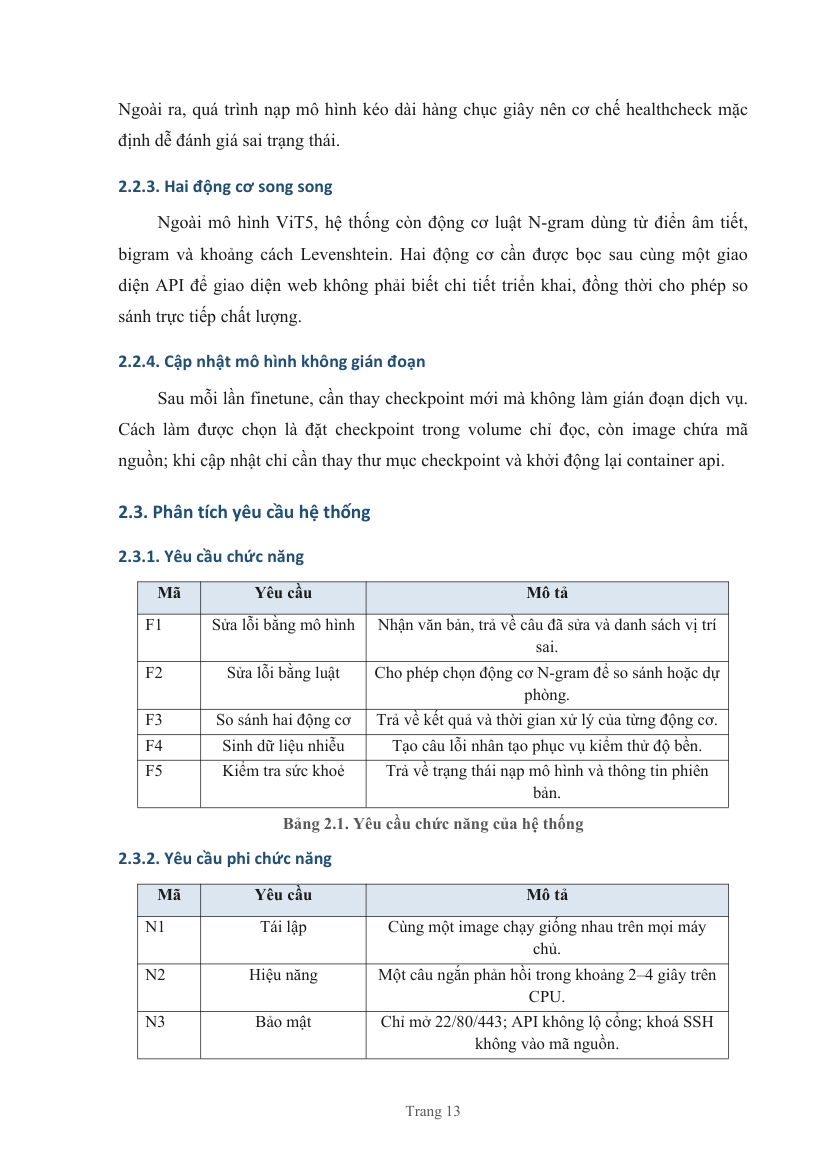 Ngoài ra, quá trình nạp mô hình kéo dài hàng chục giây nên cơ chế healthcheck mặc
định dễ đánh giá sai trạng thái.
2.2.3. Hai động cơ song song
Ngoài mô hình ViT5, hệ thống còn động cơ luật N-gram dùng từ điển âm tiết,
bigram và khoảng cách Levenshtein. Hai động cơ cần được bọc sau cùng một giao
diện API để giao diện web không phải biết chi tiết triển khai, đồng thời cho phép so
sánh trực tiếp chất lượng.
2.2.4. Cập nhật mô hình không gián đoạn
Sau mỗi lần finetune, cần thay checkpoint mới mà không làm gián đoạn dịch vụ.
Cách làm được chọn là đặt checkpoint trong volume chỉ đọc, còn image chứa mã
nguồn; khi cập nhật chỉ cần thay thư mục checkpoint và khởi động lại container api.
2.3. Phân tích yêu cầu hệ thống
2.3.1. Yêu cầu chức năng
Mã Yêu cầu Mô tả
F1 Sửa lỗi bằng mô hình Nhận văn bản, trả về câu đã sửa và danh sách vị trí
sai.
F2 Sửa lỗi bằng luật Cho phép chọn động cơ N-gram để so sánh hoặc dự
phòng.
F3 So sánh hai động cơ Trả về kết quả và thời gian xử lý của từng động cơ.
F4 Sinh dữ liệu nhiễu Tạo câu lỗi nhân tạo phục vụ kiểm thử độ bền.
F5 Kiểm tra sức khoẻ Trả về trạng thái nạp mô hình và thông tin phiên
bản.
Bảng 2.1. Yêu cầu chức năng của hệ thống
2.3.2. Yêu cầu phi chức năng
Mã Yêu cầu Mô tả
N1 Tái lập Cùng một image chạy giống nhau trên mọi máy
chủ.
N2 Hiệu năng Một câu ngắn phản hồi trong khoảng 2–4 giây trên
CPU.
N3 Bảo mật Chỉ mở 22/80/443; API không lộ cổng; khoá SSH
không vào mã nguồn.
Trang 13